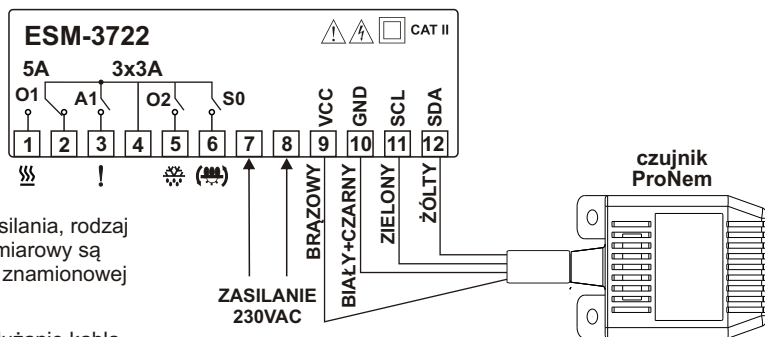 ESM-3722
CAT II
5A 3x3A
O1 A1 O2 S0 VCC GND SCL SDA
1 2 3 4 5 6 7 8 9 10 11 12
!
BRĄZOWY
BIAŁY+CZARNY
ZIELONY
ŻÓŁTY
czujnik
ProNem
silania, rodzaj
miarowy są
znamionowej
ZASILANIE
230VAC
dłużenie kabla